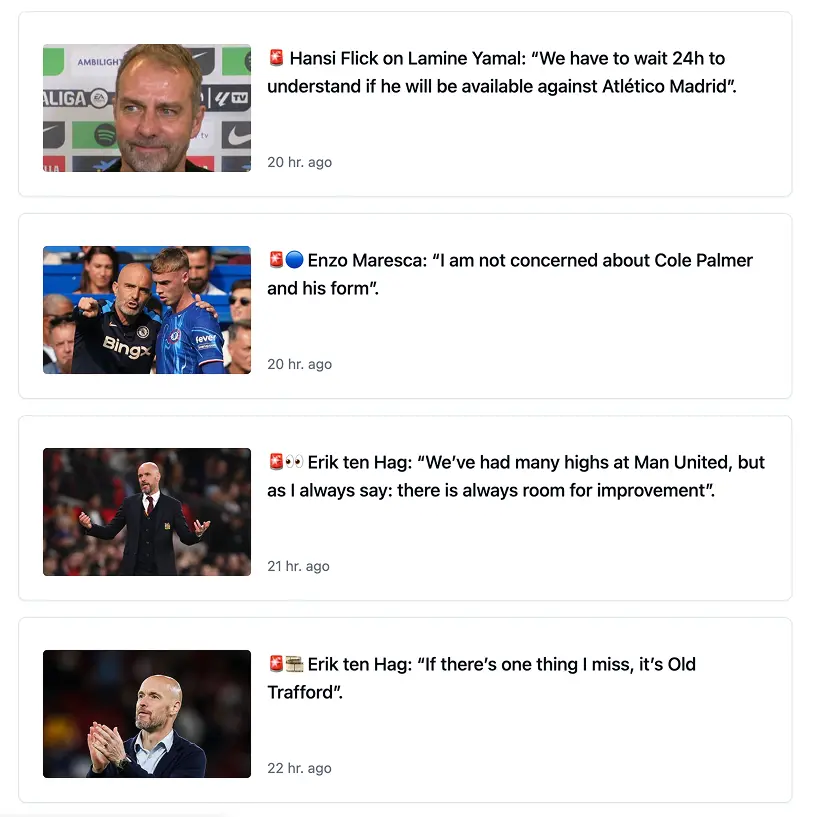 AMBILIGHT
ALIGA
tv
🚨 Hansi Flick on Lamine Yamal: “We have to wait 24h to
understand if he will be available against Atlético Madrid”.
20 hr. ago
BingX
fever
🚨🔵 Enzo Maresca: “I am not concerned about Cole Palmer
and his form”.
20 hr. ago
🚨👀 Erik ten Hag: “We’ve had many highs at Man United, but
as I always say: there is always room for improvement”.
21 hr. ago
🚨 Erik ten Hag: “If there’s one thing I miss, it’s Old
Trafford”.
22 hr. ago